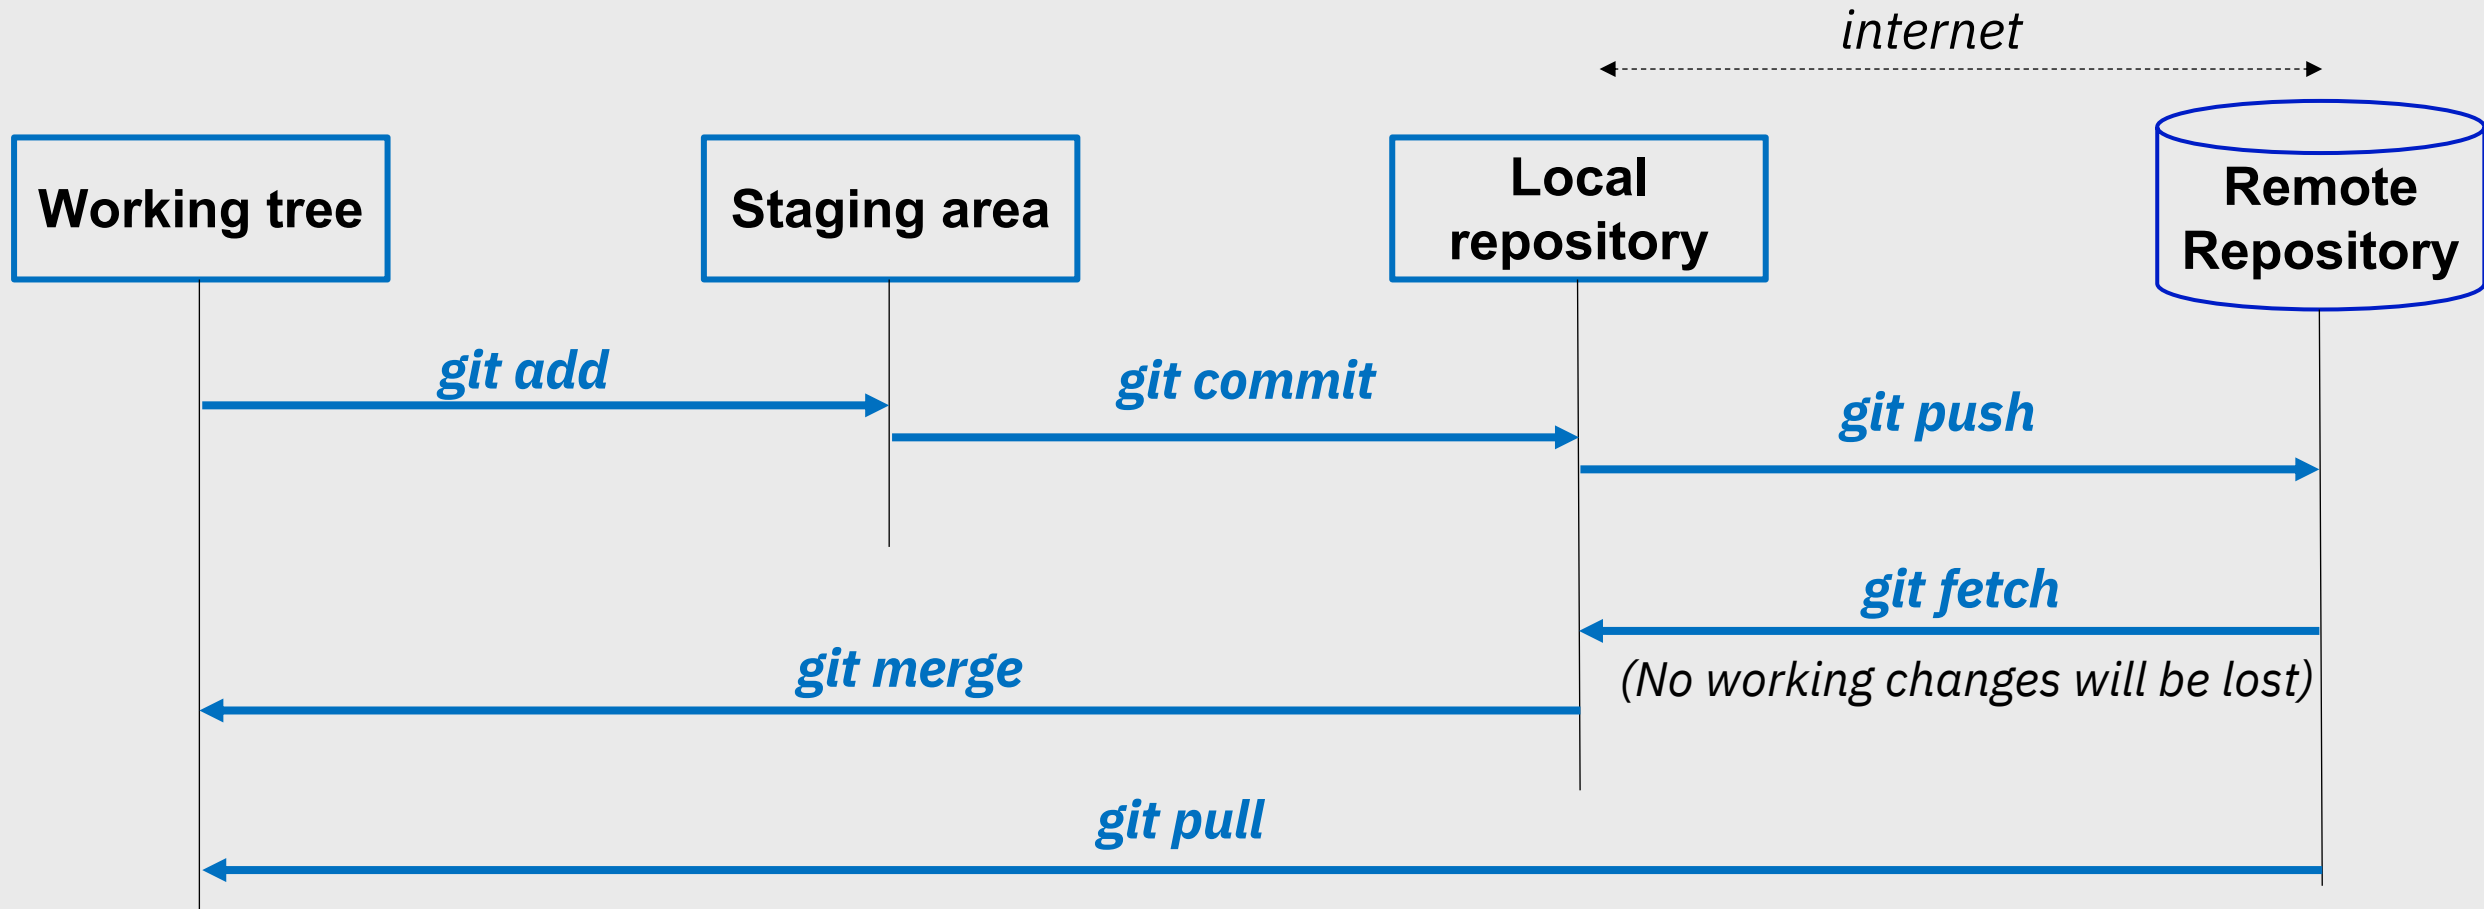 internet
Working tree
Staging area
Local
repository
Remote
Repository
git add
git commit
git push
git fetch
(No working changes will be lost)
git merge
git pull